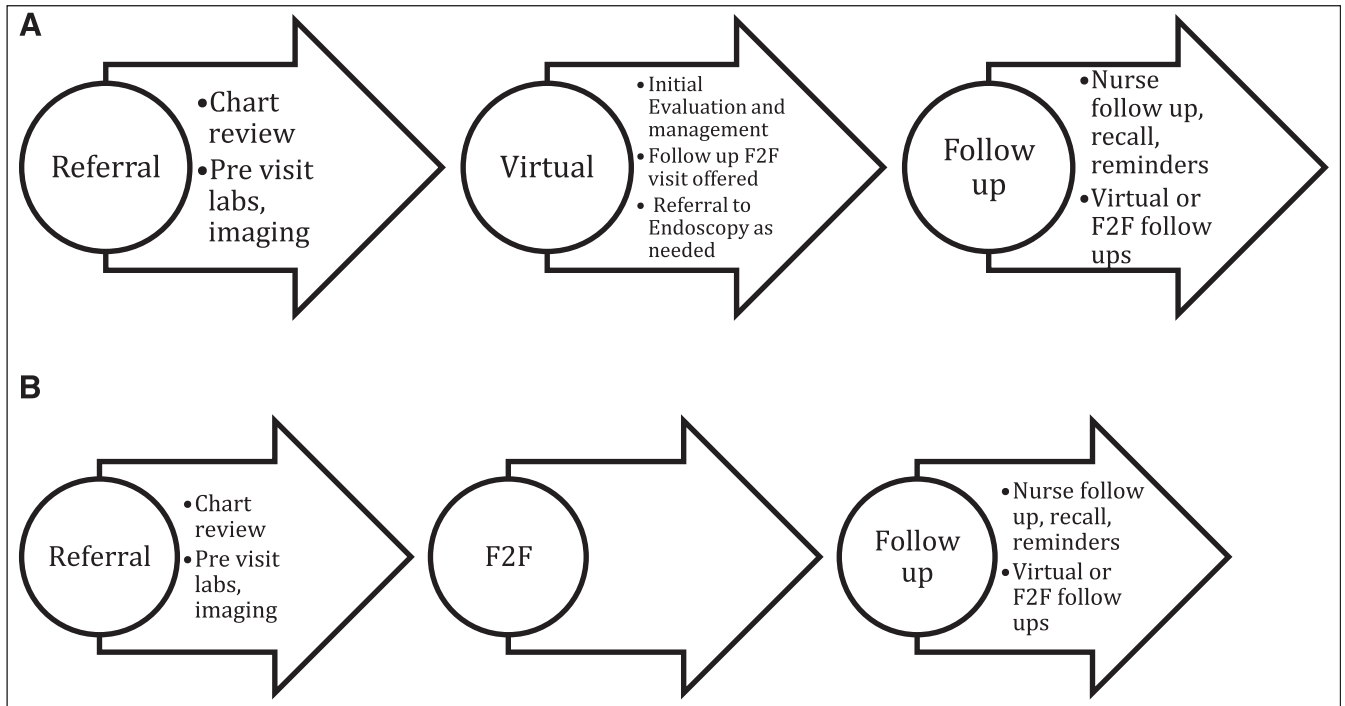 A
Referral
•Chart
review
•Pre visit
labs,
imaging
Virtual
•Initial
Evaluation and
management
•Follow up F2F
visit offered
• Referral to
Endoscopy as
needed
Follow
up
•Nurse
follow up,
recall,
reminders
•Virtual or
F2F follow
ups
B
Referral
•Chart
review
•Pre visit
labs,
imaging
F2F
Follow
up
•Nurse follow
up, recall,
reminders
•Virtual or
F2F follow
ups